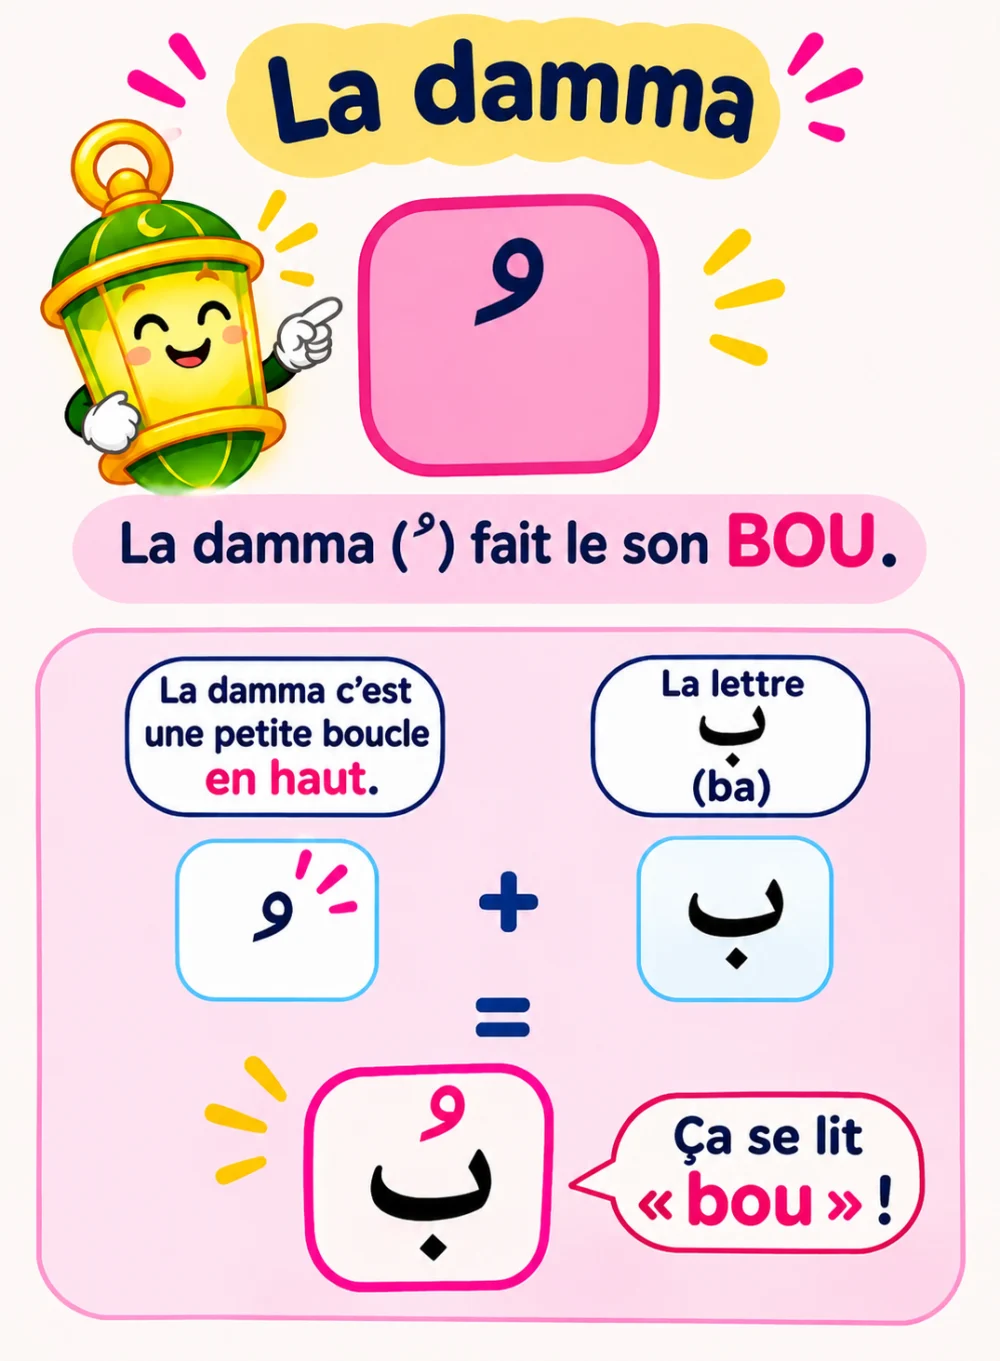 La damma
ُ
La damma (ُ) fait le son BOU.
La damma c’est
une petite boucle
en haut.
La lettre
ب
(ba)
ُ + ب
=
بُ
Ça se lit
« bou » !